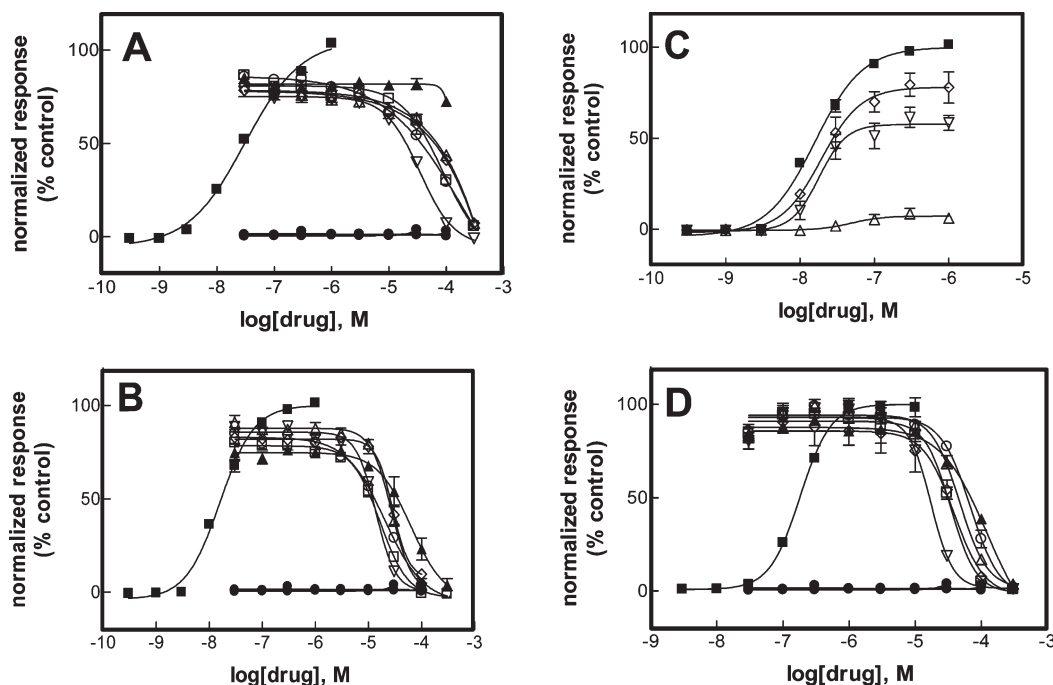 A
normalized response
(% control)
100
50
0
-10 -9 -8 -7 -6 -5 -4 -3
log[drug], M
C
normalized response
(% control)
100
50
0
-10 -9 -8 -7 -6 -5
log[drug], M
B
normalized response
(% control)
100
50
0
-10 -9 -8 -7 -6 -5 -4 -3
log[drug], M
D
normalized response
(% control)
100
50
0
-9 -8 -7 -6 -5 -4 -3
log[drug], M